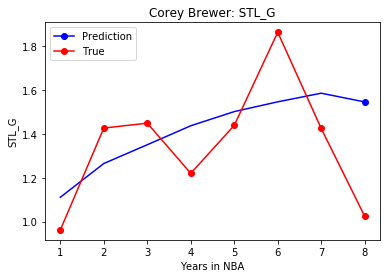 Corey Brewer: STL_G
Prediction
True
STL_G
1.8
1.6
1.4
1.2
1.0
1 2 3 4 5 6 7 8
Years in NBA